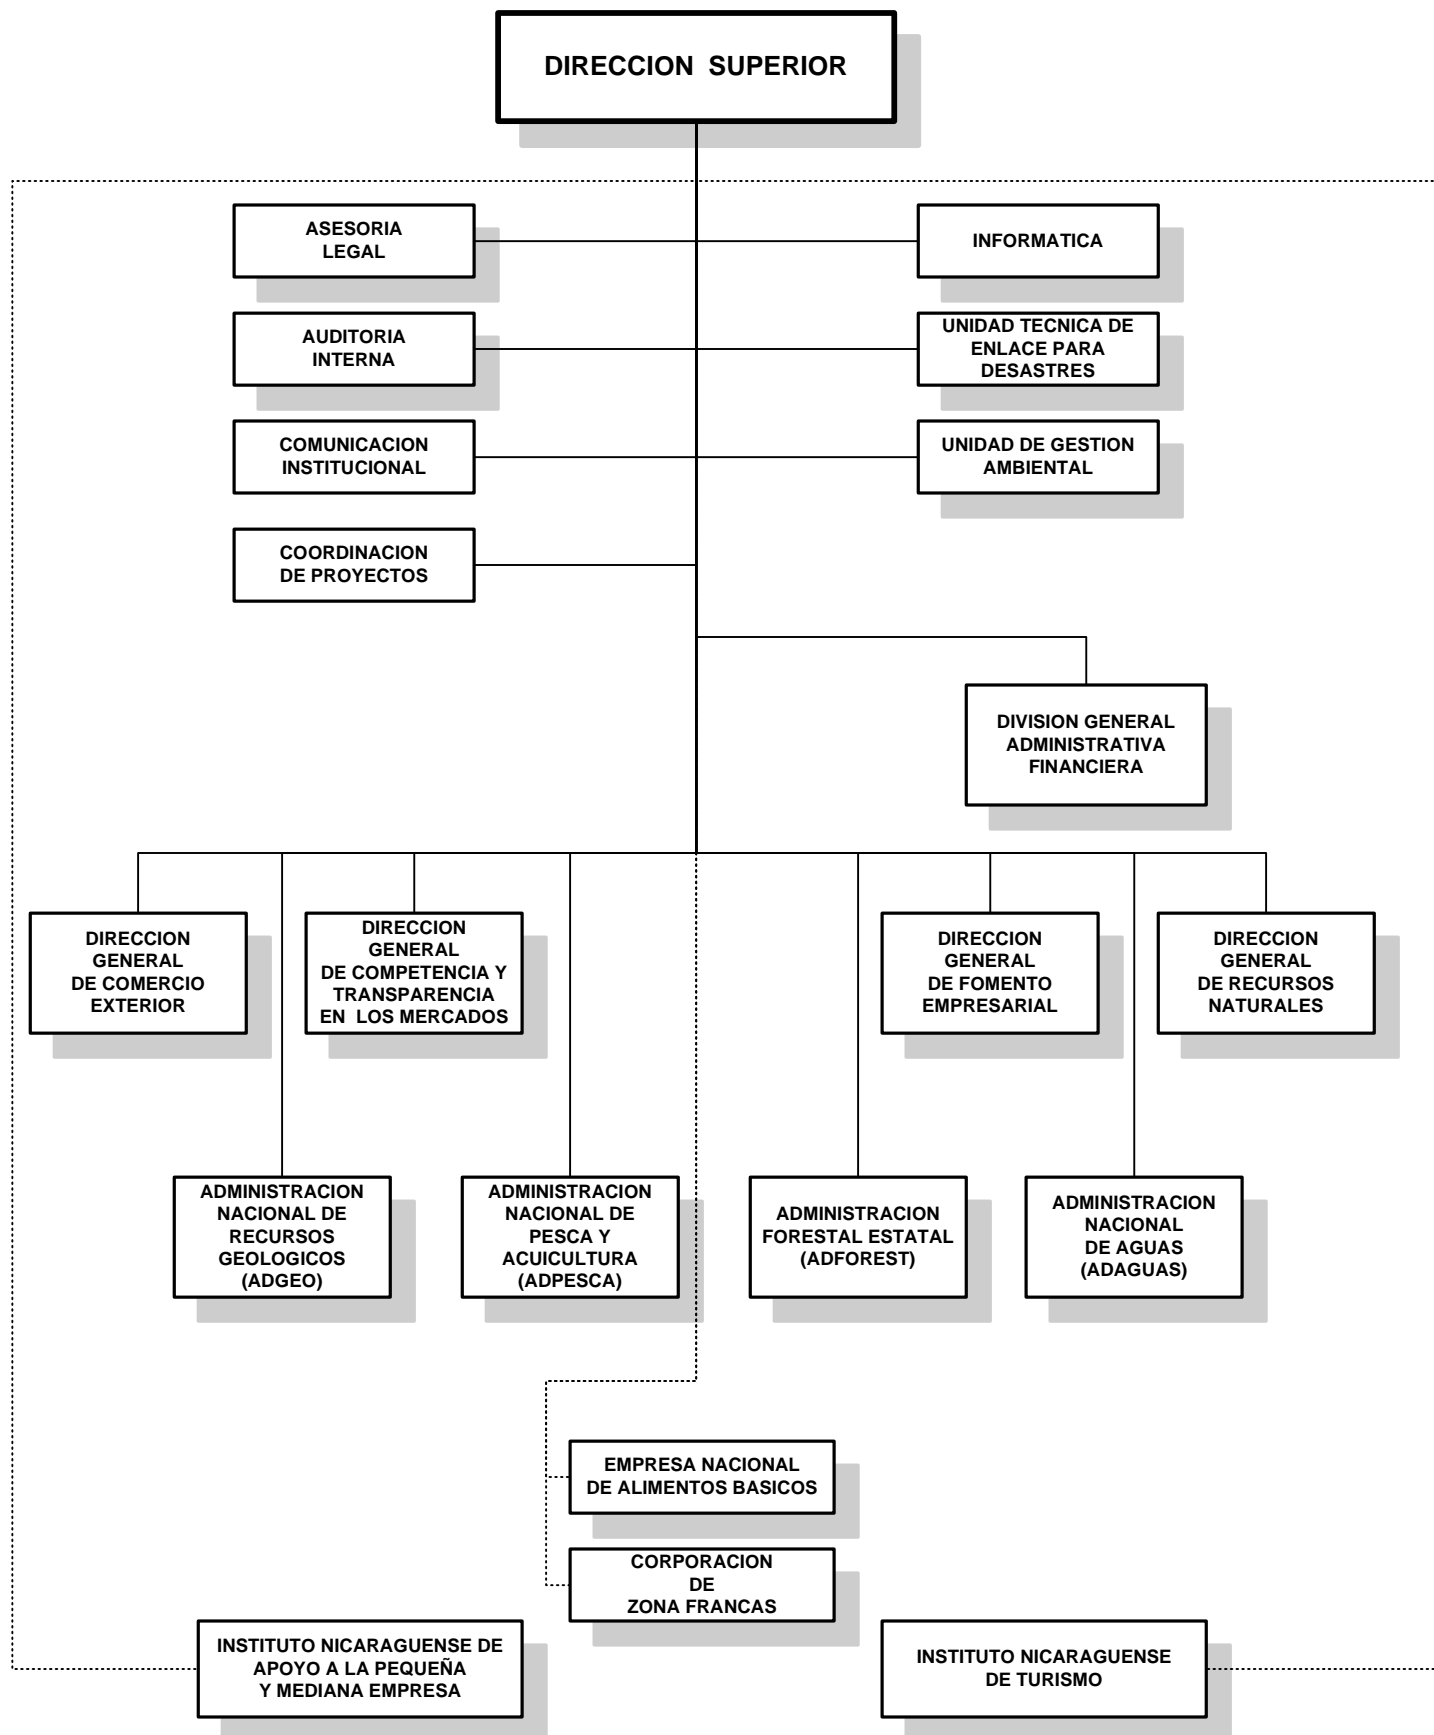 DIRECCION SUPERIOR
ASESORIA
LEGAL
INFORMATICA
AUDITORIA
INTERNA
UNIDAD TECNICA DE
ENLACE PARA
DESASTRES
COMUNICACION
INSTITUCIONAL
UNIDAD DE GESTION
AMBIENTAL
COORDINACION
DE PROYECTOS
DIVISION GENERAL
ADMINISTRATIVA
FINANCIERA
DIRECCION
GENERAL
DE COMERCIO
EXTERIOR
DIRECCION
GENERAL
DE COMPETENCIA Y
TRANSPARENCIA
EN LOS MERCADOS
DIRECCION
GENERAL
DE FOMENTO
EMPRESARIAL
DIRECCION
GENERAL
DE RECURSOS
NATURALES
ADMINISTRACION
NACIONAL DE
RECURSOS
GEOLOGICOS
(ADGEO)
ADMINISTRACION
NACIONAL DE
PESCA Y
ACUICULTURA
(ADPESCA)
ADMINISTRACION
FORESTAL ESTATAL
(ADFOREST)
ADMINISTRACION
NACIONAL
DE AGUAS
(ADAGUAS)
EMPRESA NACIONAL
DE ALIMENTOS BASICOS
CORPORACION
DE
ZONA FRANCAS
INSTITUTO NICARAGUENSE DE
APOYO A LA PEQUEÑA
Y MEDIANA EMPRESA
INSTITUTO NICARAGUENSE
DE TURISMO